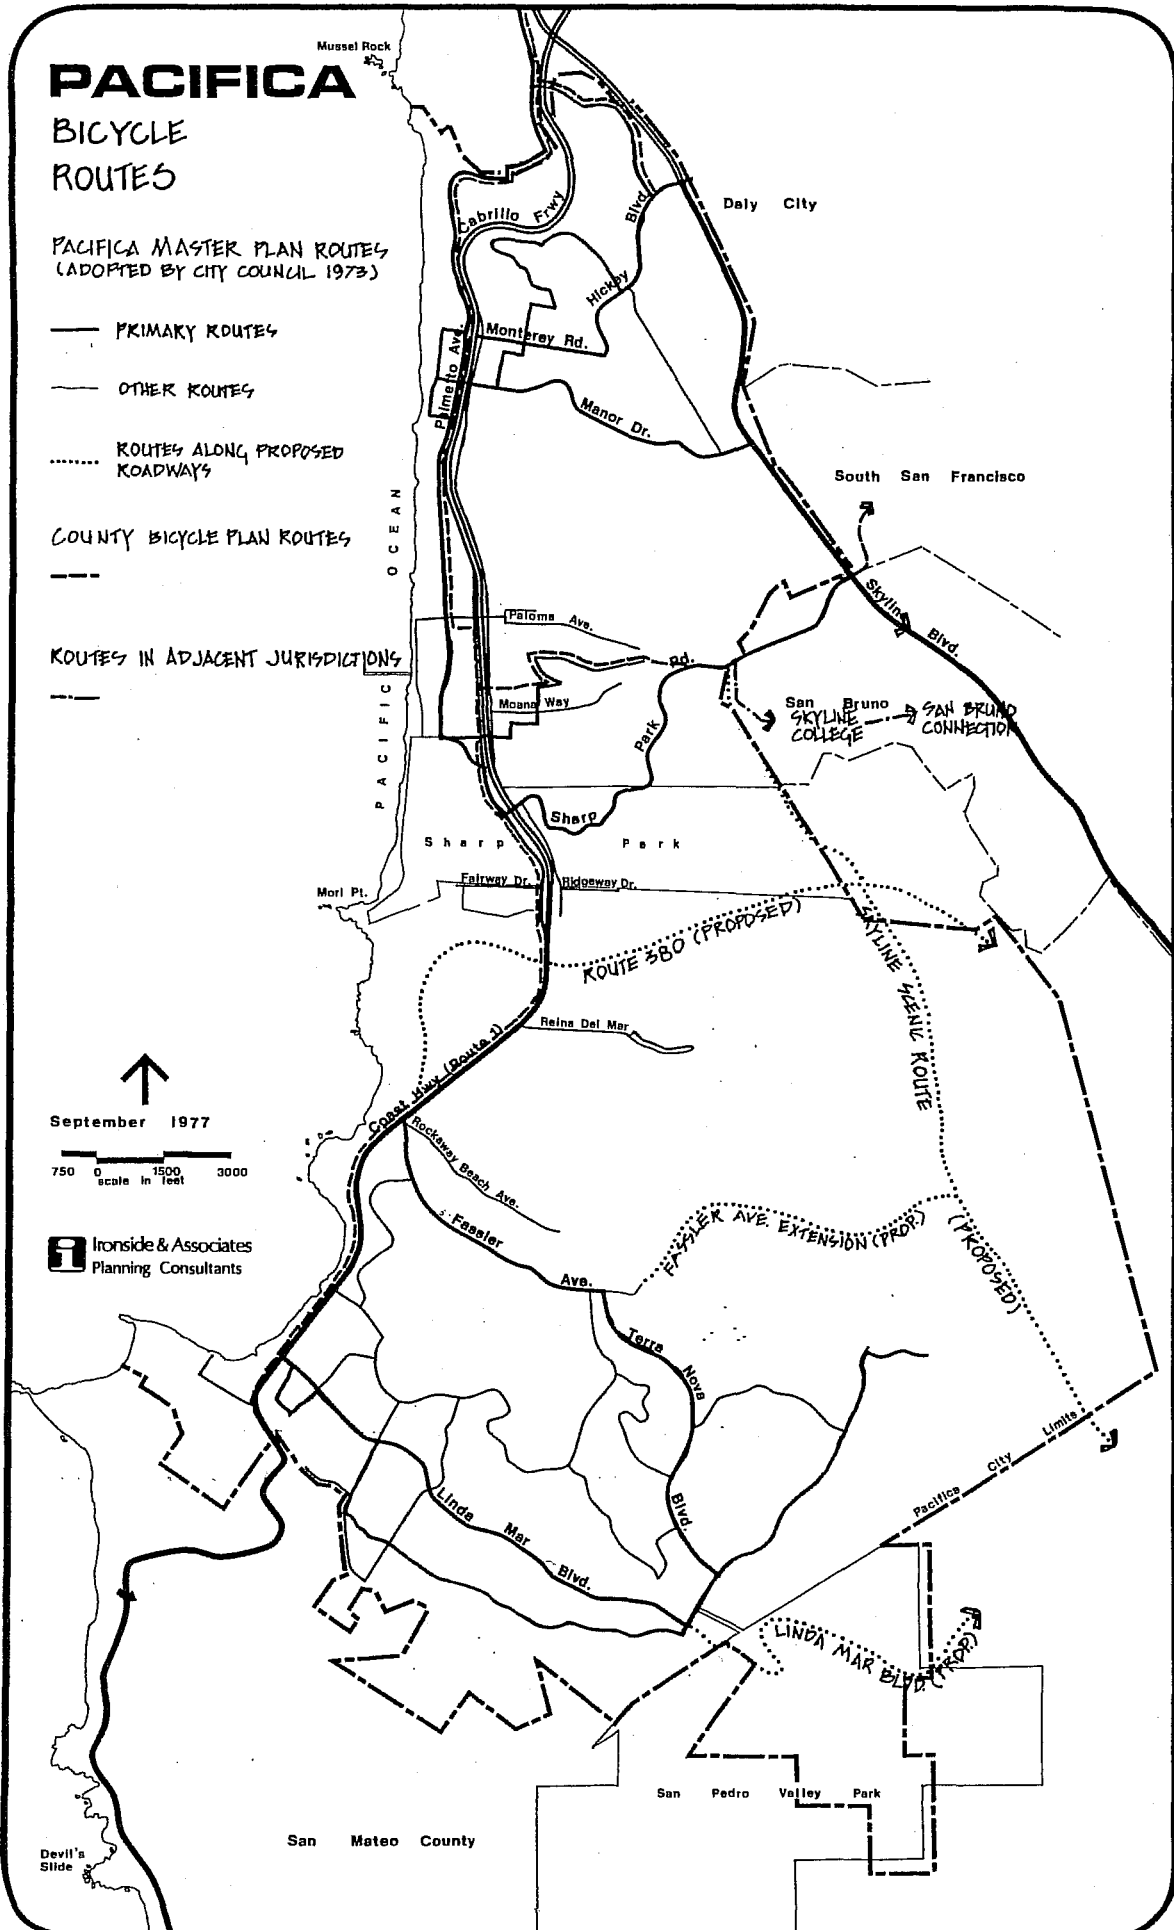 Mussel Rock
PACIFICA
BICYCLE
ROUTES
Daly City
Cabrillo Frwy
Hickey Blvd.
PACIFICA MASTER PLAN ROUTES
(ADOPTED BY CITY COUNCIL 1973)
PRIMARY ROUTES
Monterey Rd.
Palmetto Ave.
OTHER ROUTES
Manor Dr.
ROUTES ALONG PROPOSED
ROADWAYS
South San Francisco
COUNTY BICYCLE PLAN ROUTES
PACIFIC OCEAN
Skyline Blvd.
Paloma Ave.
ROUTES IN ADJACENT JURISDICTIONS
Sharp Park Rd.
Moana Way
San Bruno
SKYLINE
COLLEGE
SAN BRUNO
CONNECTION
Sharp Park
Fairway Dr.
Ridgeway Dr.
Mori Pt.
ROUTE 380 (PROPOSED)
SKYLINE SCENIC ROUTE
(PROPOSED)
Reina Del Mar
Coast Hwy (Route 1)
September 1977
750 0 1500 3000
scale in feet
Rockaway Beach Ave.
Fassler Ave.
FASSLER AVE. EXTENSION (PROP.)
Ironside & Associates
Planning Consultants
Terra Nova Blvd.
Pacifica City Limits
Linda Mar Blvd.
LINDA MAR BLVD. (PROP.)
San Pedro Valley Park
San Mateo County
Devil's
Slide